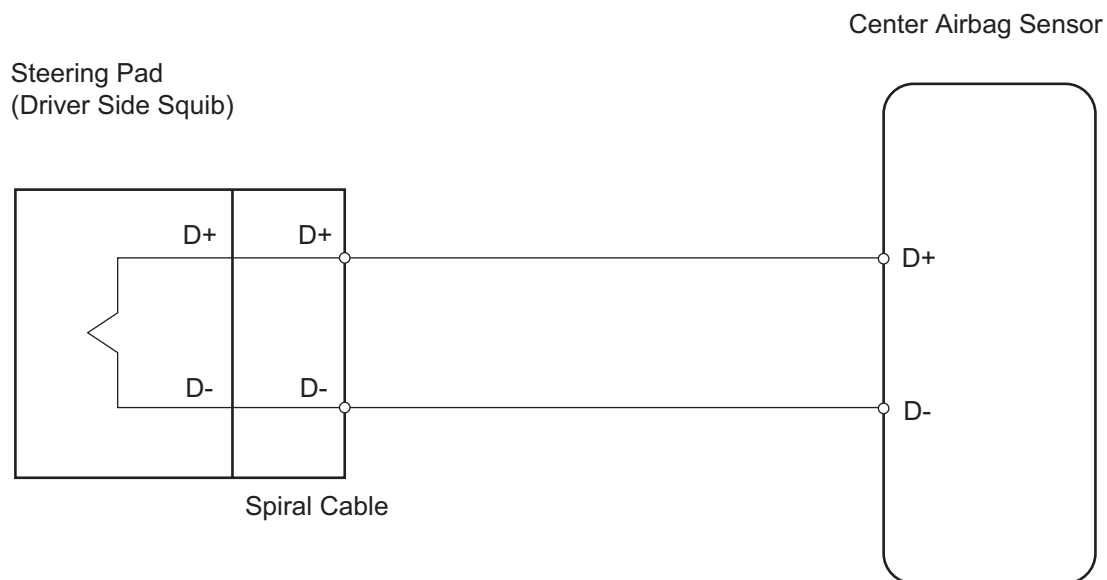 Center Airbag Sensor
Steering Pad
(Driver Side Squib)
D+ D+ D+
D- D- D-
Spiral Cable